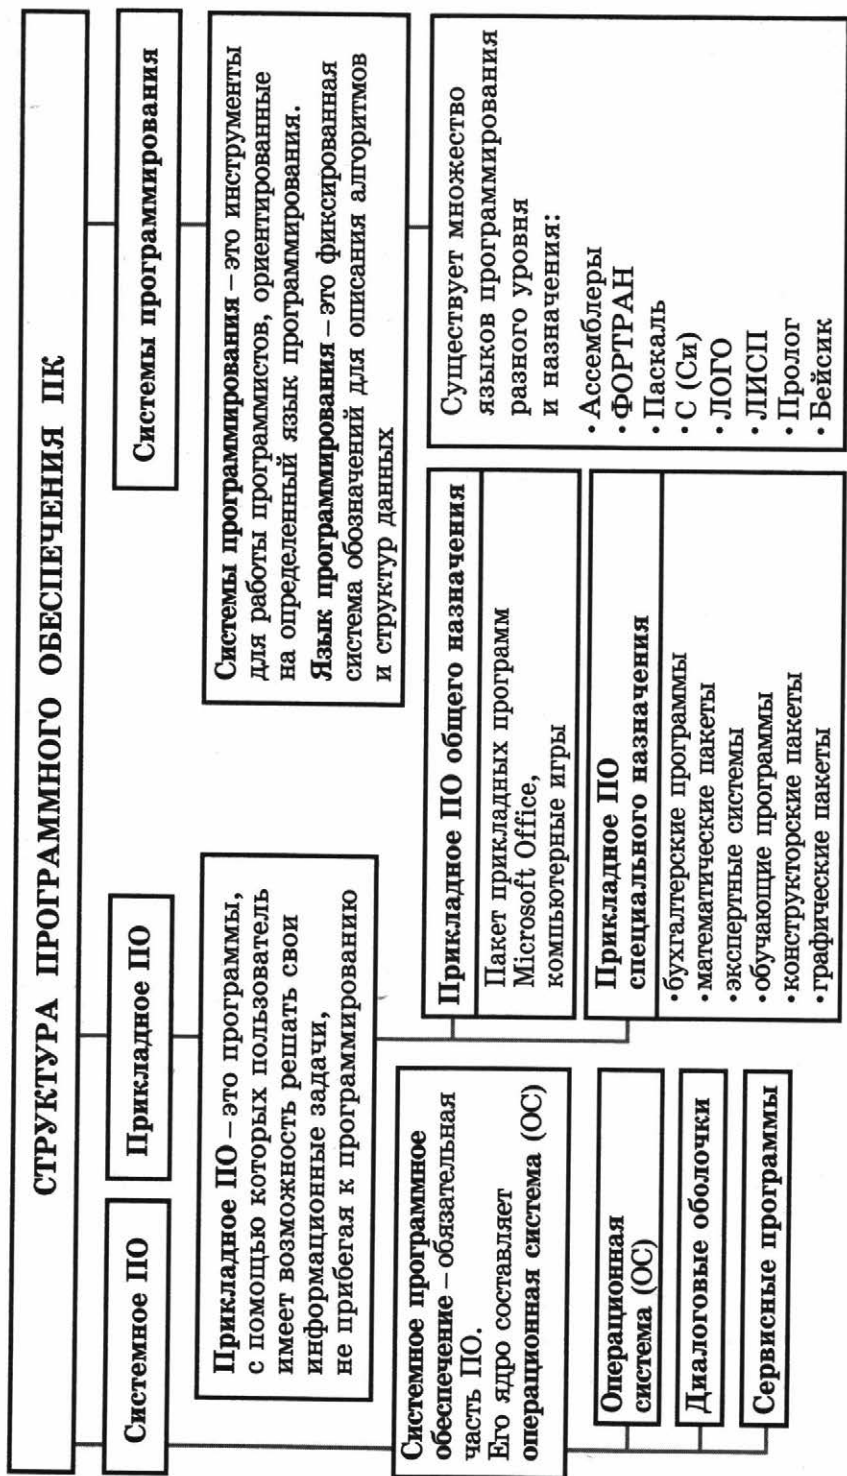 СТРУКТУРА ПРОГРАММНОГО ОБЕСПЕЧЕНИЯ ПК
Системное ПО
Прикладное ПО
Системы программирования
Прикладное ПО – это программы,
с помощью которых пользователь
имеет возможность решать свои
информационные задачи,
не прибегая к программированию
Системы программирования – это инструменты
для работы программистов, ориентированные
на определенный язык программирования.
Язык программирования – это фиксированная
система обозначений для описания алгоритмов
и структур данных
Системное программное
обеспечение – обязательная
часть ПО.
Его ядро составляет
операционная система (ОС)
Операционная
система (ОС)
Диалоговые оболочки
Сервисные программы
Прикладное ПО общего назначения
Пакет прикладных программ
Microsoft Office,
компьютерные игры
Прикладное ПО
специального назначения
•бухгалтерские программы
•математические пакеты
•экспертные системы
•обучающие программы
•конструкторские пакеты
•графические пакеты
Существует множество
языков программирования
разного уровня
и назначения:
• Ассемблеры
• ФОРТРАН
• Паскаль
• С (Си)
• ЛОГО
• ЛИСП
• Пролог
• Бейсик